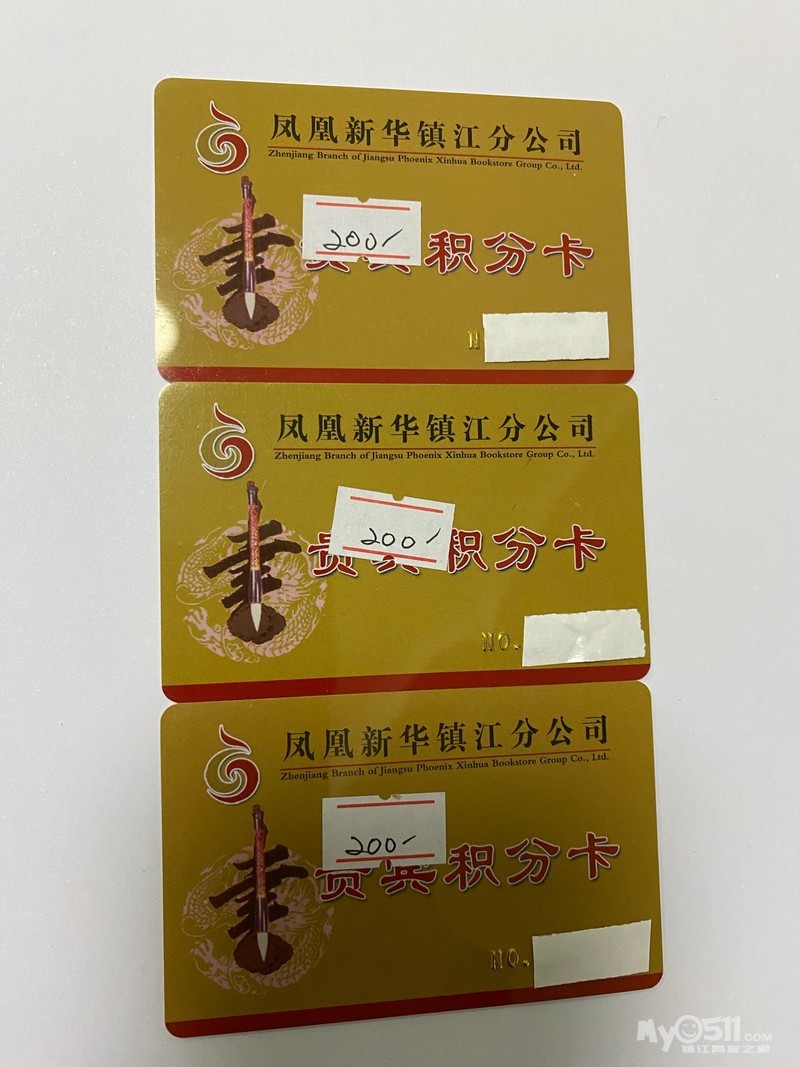 凤凰新华镇江分公司
Zhenjiang Branch of Jiangsu Phoenix Xinhua Bookstore Group Co., Ltd.
200/
积分卡
N
凤凰新华镇江分公司
Zhenjiang Branch of Jiangsu Phoenix Xinhua Bookstore Group Co., Ltd.
200/
贵宾积分卡
NO.
凤凰新华镇江分公司
Zhenjiang Branch of Jiangsu Phoenix Xinhua Bookstore Group Co., Ltd.
200-
贵宾积分卡
NO.
My0511.COM
镇江网友之家